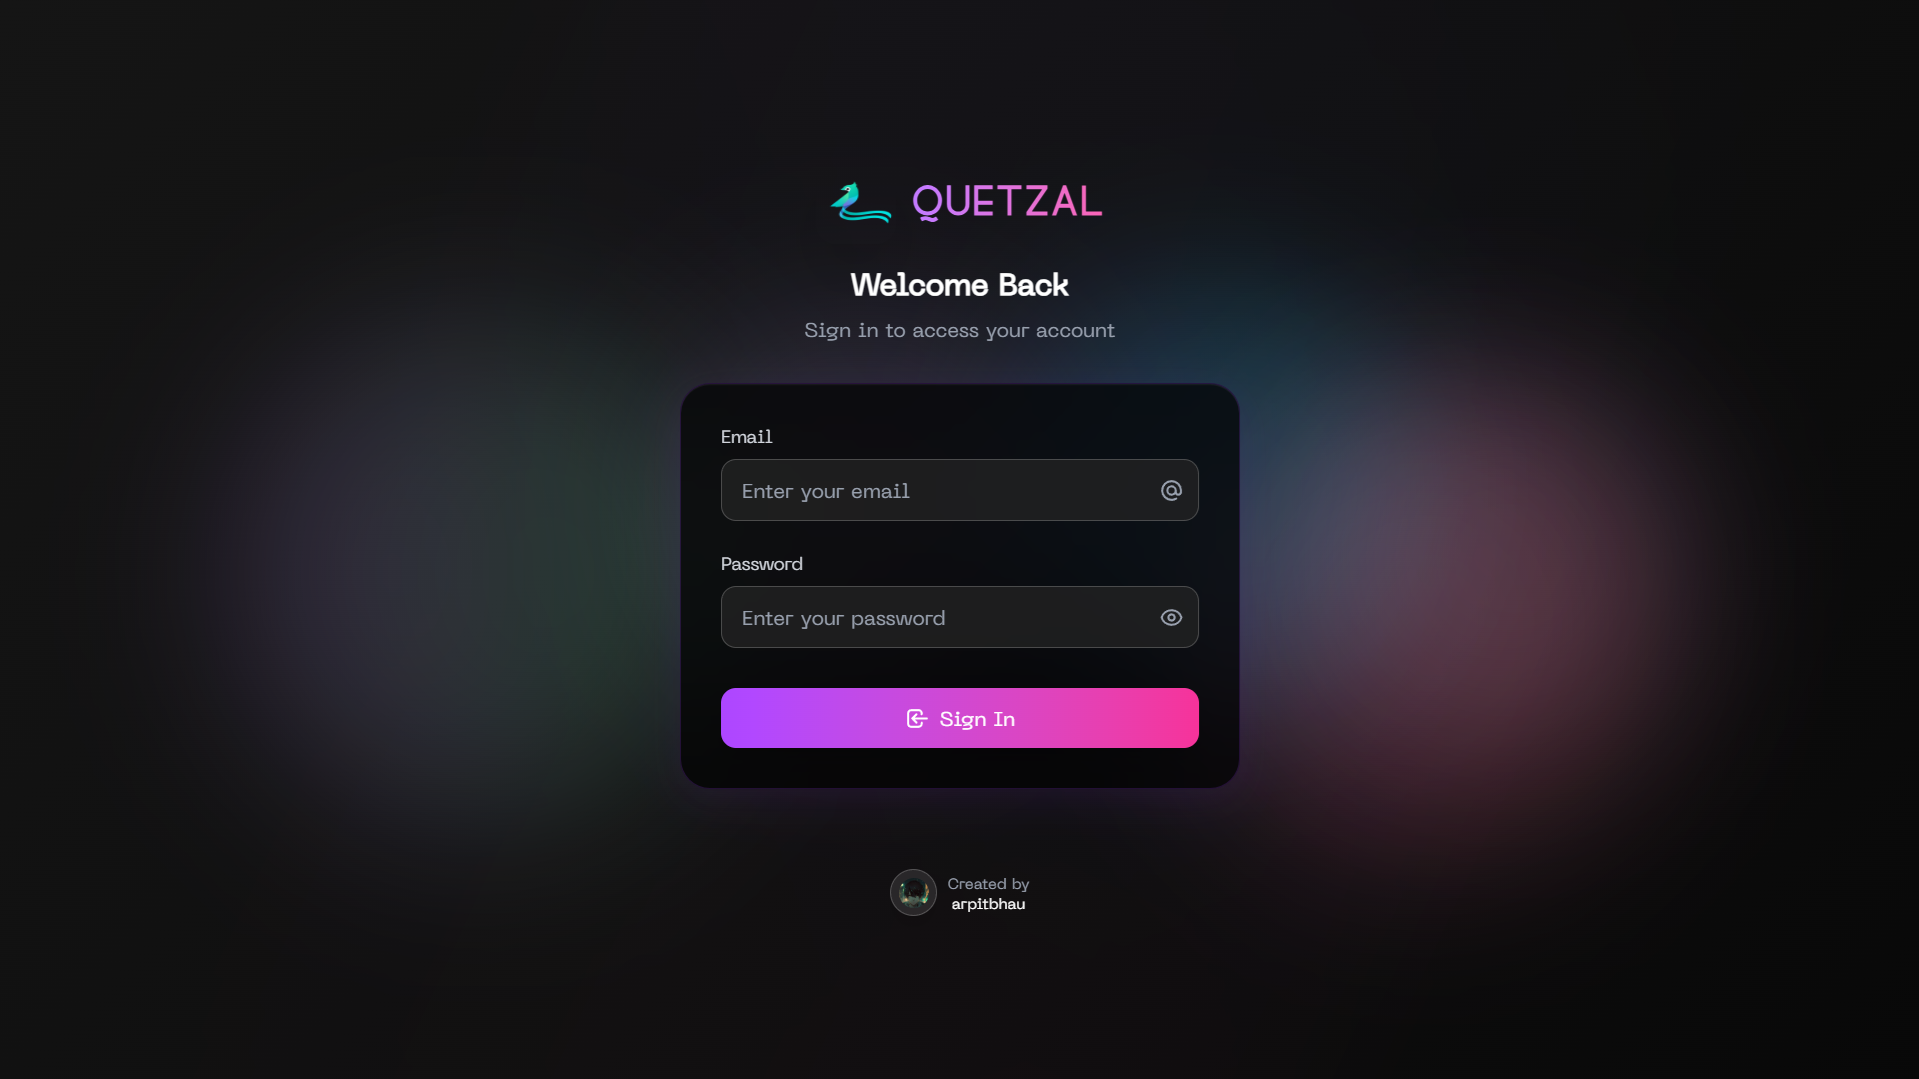 QUETZAL
Welcome Back
Sign in to access your account
Email
Enter your email
Password
Enter your password
Sign In
Created by
arpitbhau